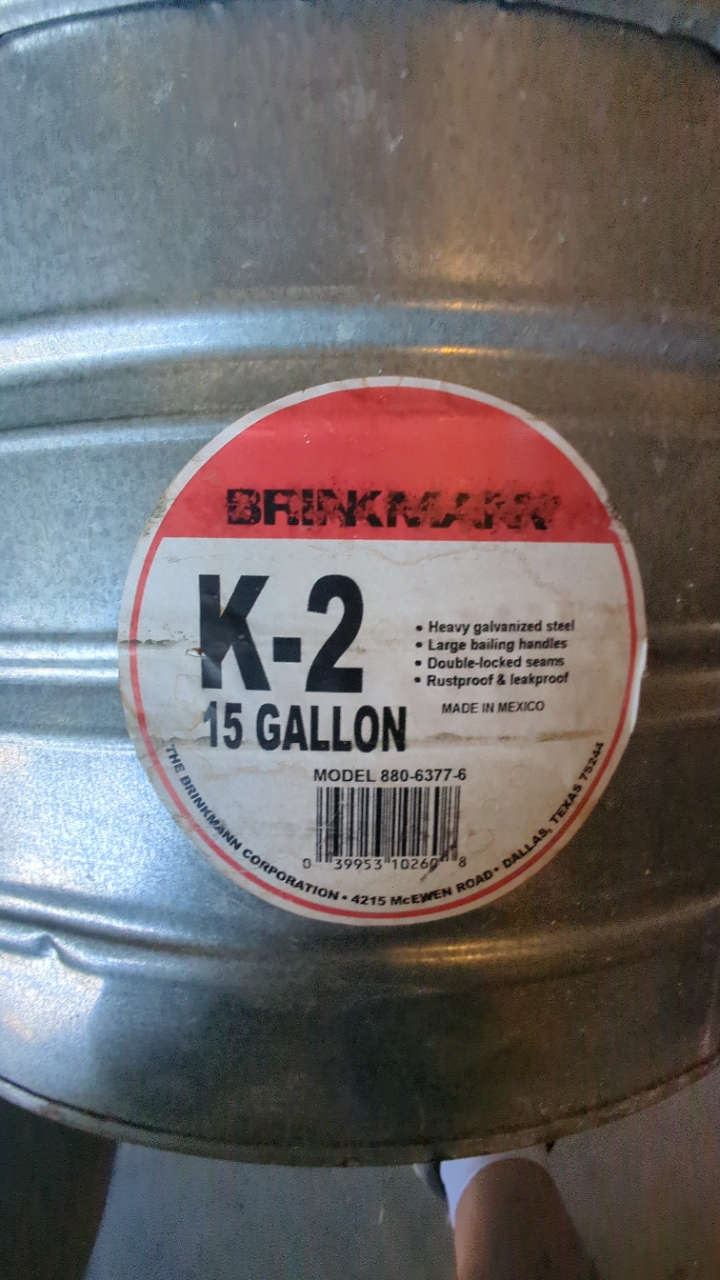 BRINKMANN
K-2
15 GALLON
• Heavy galvanized steel
• Large bailing handles
• Double-locked seams
• Rustproof & leakproof
MADE IN MEXICO
MODEL 880-6377-6
0 39953 10260 8
THE BRINKMANN CORPORATION • 4215 McEWEN ROAD • DALLAS, TEXAS 75244